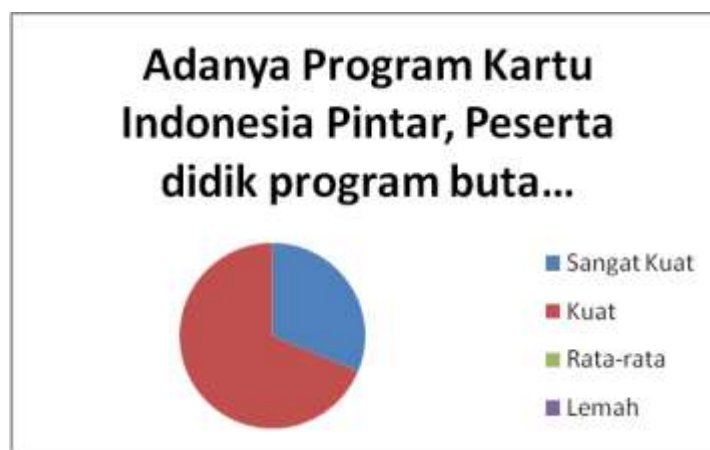 Adanya Program Kartu
Indonesia Pintar, Peserta
didik program buta...
Sangat Kuat
Kuat
Rata-rata
Lemah